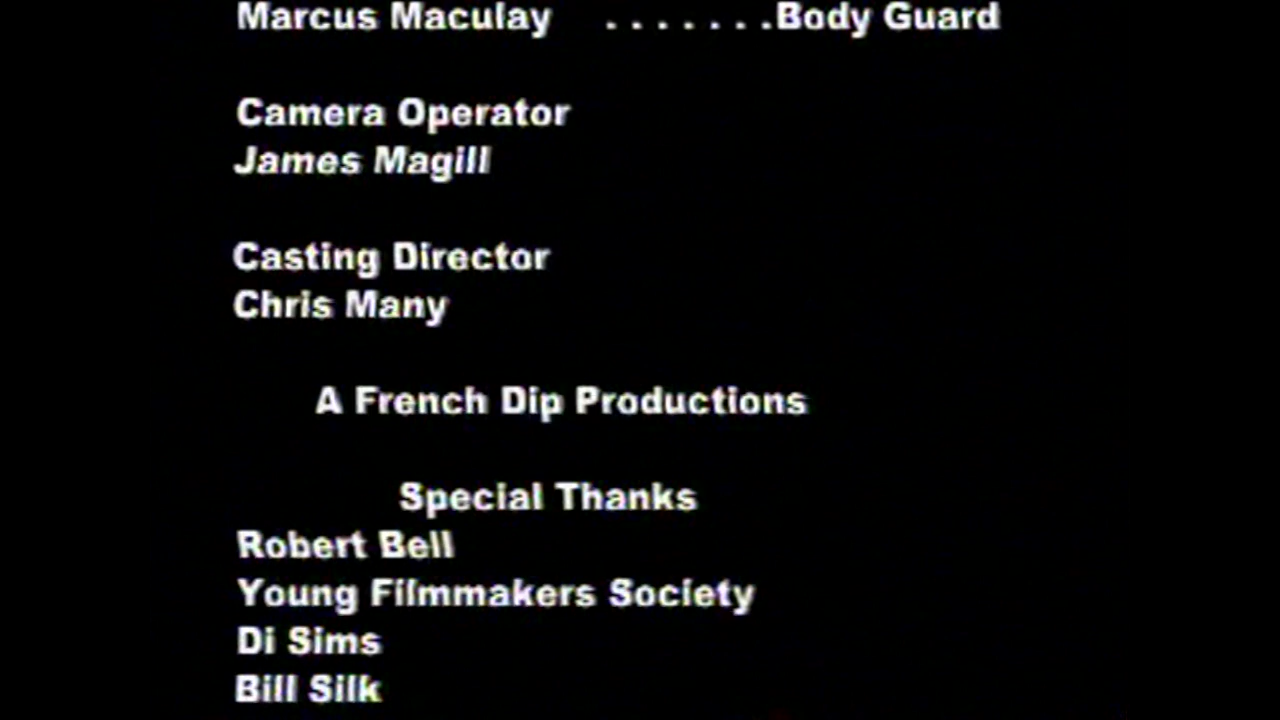 Marcus Maculay .......Body Guard
Camera Operator
James Magill
Casting Director
Chris Many
A French Dip Productions
Special Thanks
Robert Bell
Young Filmmakers Society
Di Sims
Bill Silk